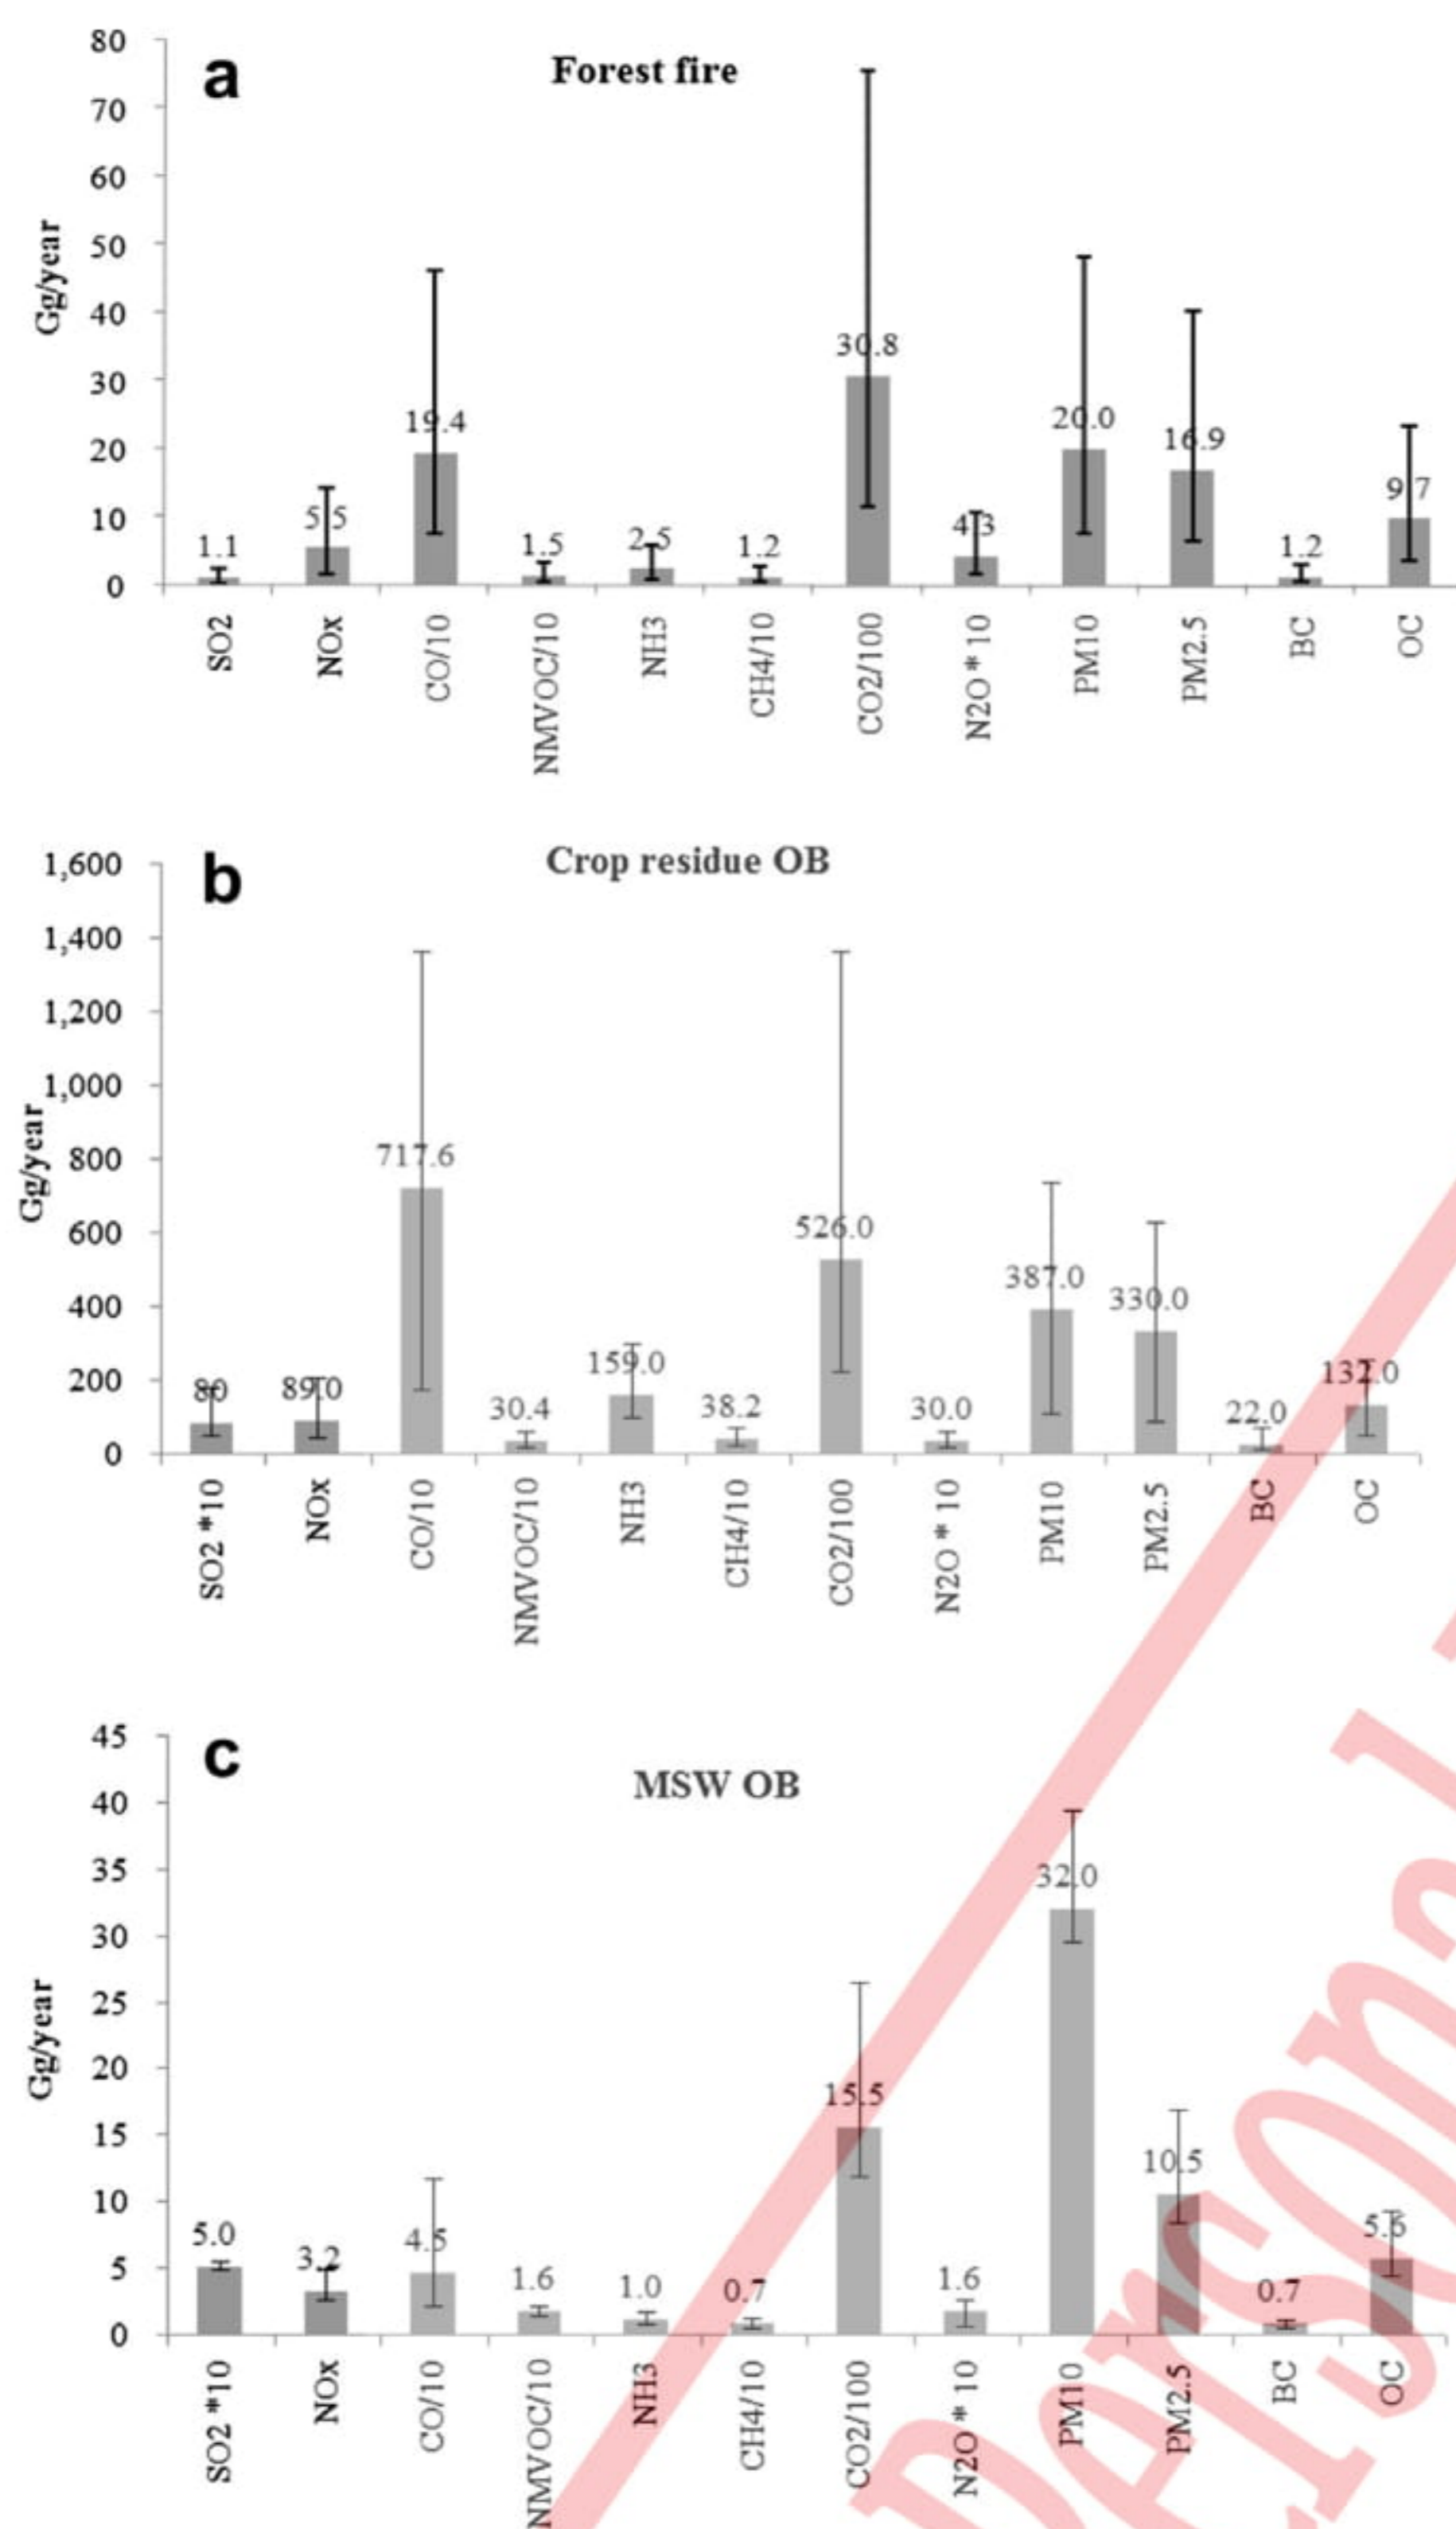 a
Forest fire
80
70
60
50
40
30
20
10
0
Gg/year
1.1
5.5
19.4
1.5
2.5
1.2
30.8
4.3
20.0
16.9
1.2
9.7
SO2
NOx
CO/10
NMVOC/10
NH3
CH4/10
CO2/100
N2O * 10
PM10
PM2.5
BC
OC
b
Crop residue OB
1,600
1,400
1,200
1,000
800
600
400
200
0
Gg/year
80
89.0
717.6
30.4
159.0
38.2
526.0
30.0
387.0
330.0
22.0
132.0
SO2 *10
NOx
CO/10
NMVOC/10
NH3
CH4/10
CO2/100
N2O * 10
PM10
PM2.5
BC
OC
c
MSW OB
45
40
35
30
25
20
15
10
5
0
Gg/year
5.0
3.2
4.5
1.6
1.0
0.7
15.5
1.6
32.0
10.5
0.7
5.6
SO2 *10
NOx
CO/10
NMVOC/10
NH3
CH4/10
CO2/100
N2O * 10
PM10
PM2.5
BC
OC
personal